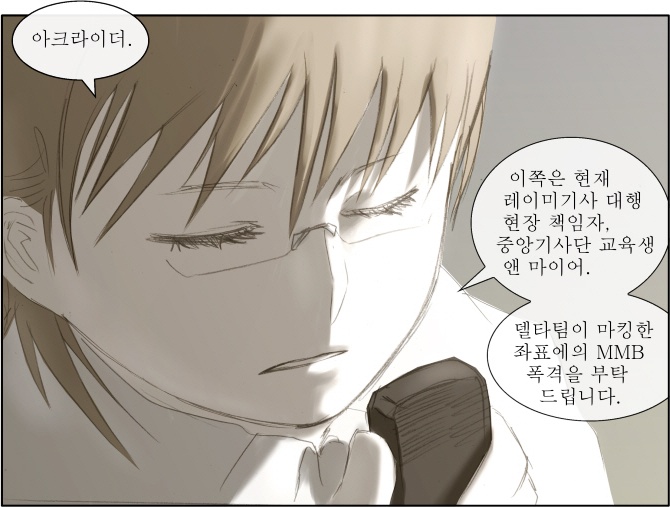 아크라이더.
이쪽은 현재
레이미기사 대행
현장 책임자,
중앙기사단 교육생
앤 마이어.
델타팀이 마킹한
좌표에의 MMB
폭격을 부탁
드립니다.